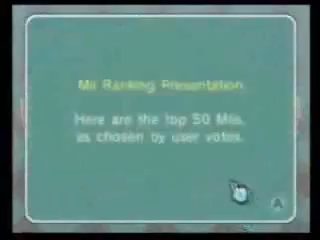 Mii Ranking Presentation
Here are the top 50 Miis,
as chosen by user votes.
A